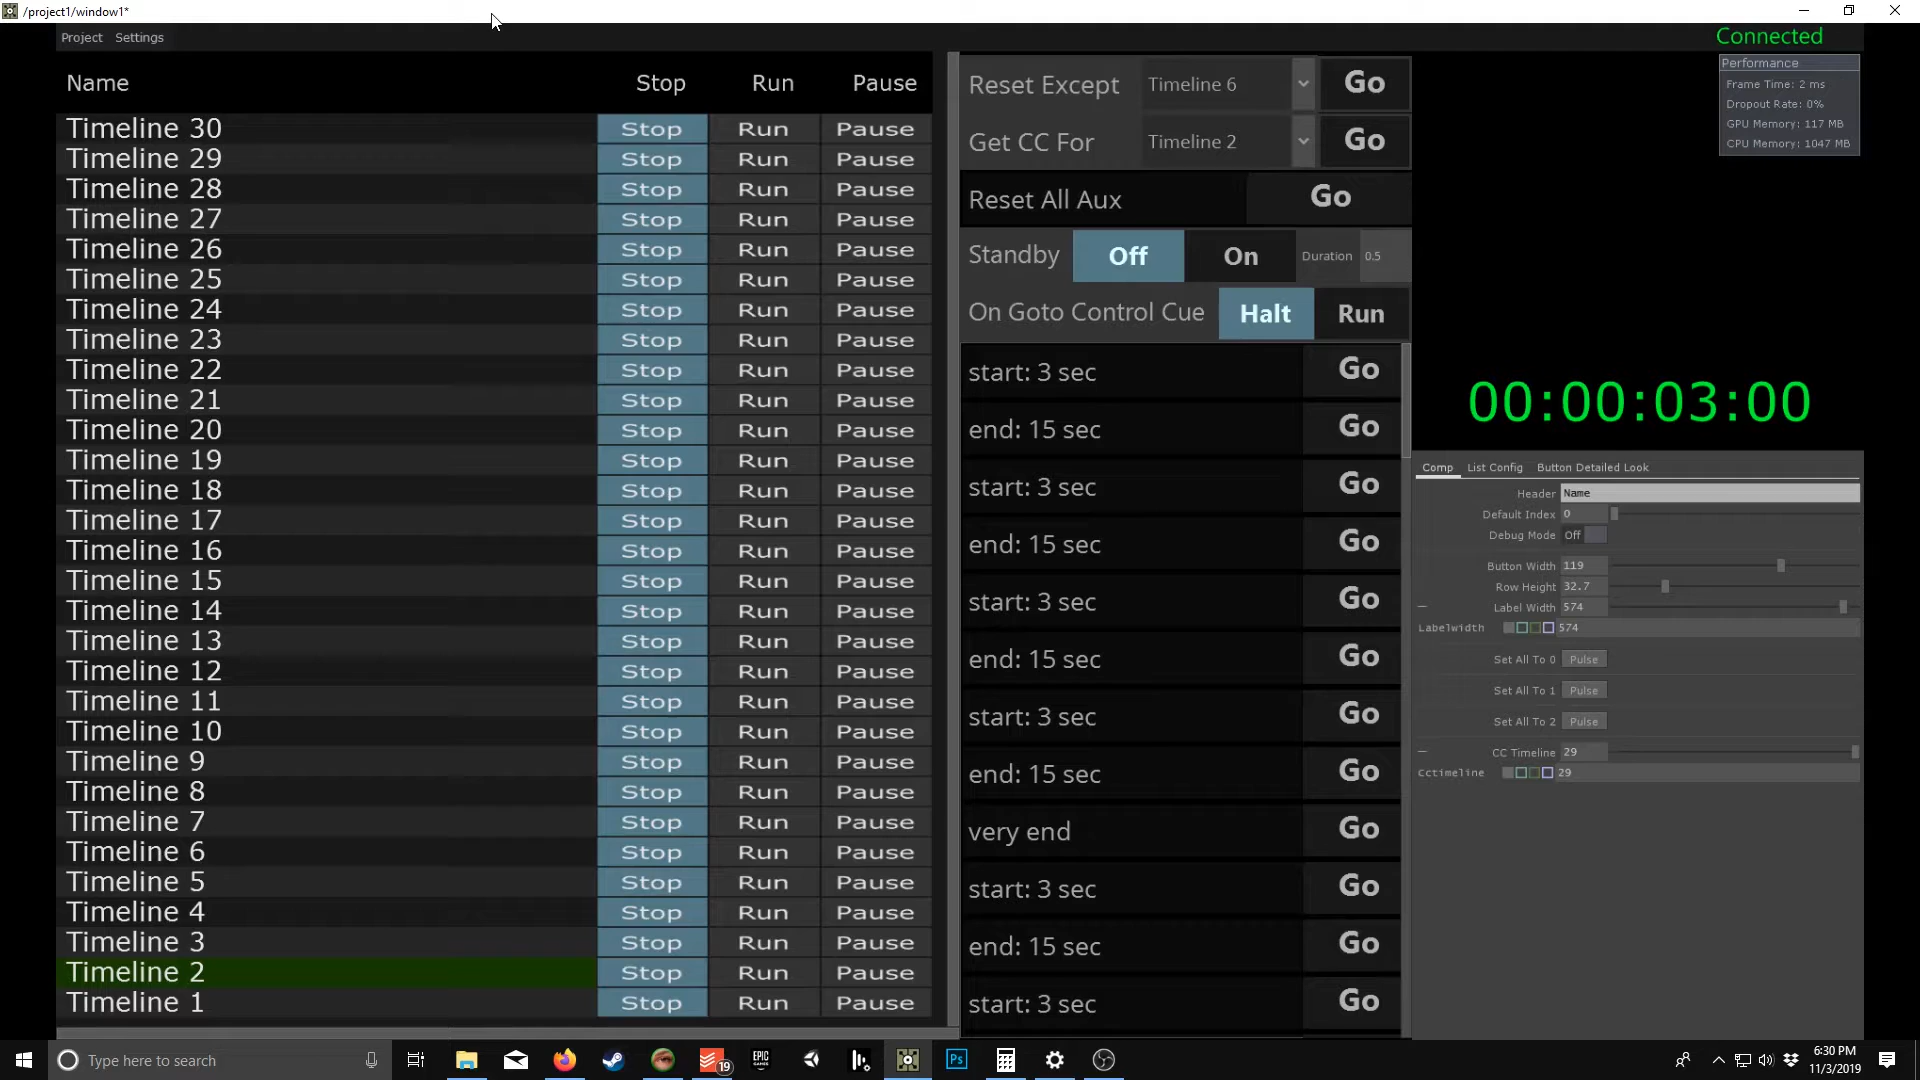 /project1/window1*
Project Settings
Connected
Performance
Frame Time: 2 ms
Dropout Rate: 0%
GPU Memory: 117 MB
CPU Memory: 1047 MB
Name Stop Run Pause
Timeline 30 Stop Run Pause
Timeline 29 Stop Run Pause
Timeline 28 Stop Run Pause
Timeline 27 Stop Run Pause
Timeline 26 Stop Run Pause
Timeline 25 Stop Run Pause
Timeline 24 Stop Run Pause
Timeline 23 Stop Run Pause
Timeline 22 Stop Run Pause
Timeline 21 Stop Run Pause
Timeline 20 Stop Run Pause
Timeline 19 Stop Run Pause
Timeline 18 Stop Run Pause
Timeline 17 Stop Run Pause
Timeline 16 Stop Run Pause
Timeline 15 Stop Run Pause
Timeline 14 Stop Run Pause
Timeline 13 Stop Run Pause
Timeline 12 Stop Run Pause
Timeline 11 Stop Run Pause
Timeline 10 Stop Run Pause
Timeline 9 Stop Run Pause
Timeline 8 Stop Run Pause
Timeline 7 Stop Run Pause
Timeline 6 Stop Run Pause
Timeline 5 Stop Run Pause
Timeline 4 Stop Run Pause
Timeline 3 Stop Run Pause
Timeline 2 Stop Run Pause
Timeline 1 Stop Run Pause
Reset Except Timeline 6 Go
Get CC For Timeline 2 Go
Reset All Aux Go
Standby Off On Duration 0.5
On Goto Control Cue Halt Run
start: 3 sec Go
end: 15 sec Go
start: 3 sec Go
end: 15 sec Go
start: 3 sec Go
end: 15 sec Go
start: 3 sec Go
end: 15 sec Go
very end Go
start: 3 sec Go
end: 15 sec Go
start: 3 sec Go
00:00:03:00
Comp List Config Button Detailed Look
Header Name
Default Index 0
Debug Mode Off
Button Width 119
Row Height 32.7
Label Width 574
Labelwidth 574
Set All To 0 Pulse
Set All To 1 Pulse
Set All To 2 Pulse
CC Timeline 29
Cctimeline 29
Type here to search
19
EPIC
GAMES
Ps
6:30 PM
11/3/2019